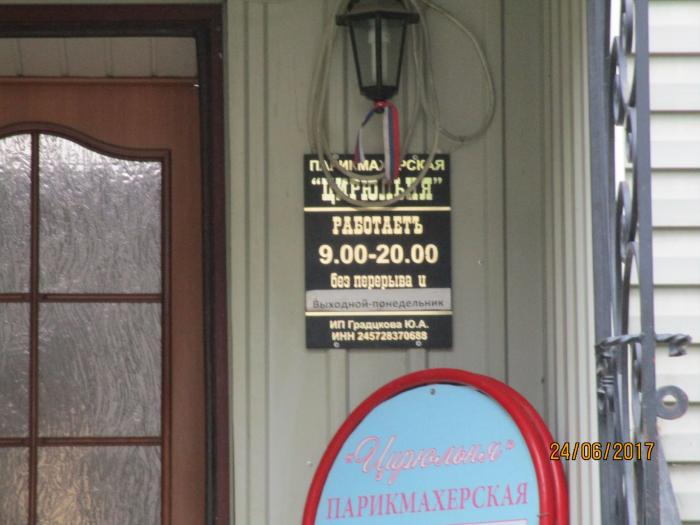 ПАРИКМАХЕРСКАЯ
"ЦИРЮЛЬНЯ"
РАБОТАЕТЪ
9.00-20.00
без перерыва и
Выходной-понедельник
ИП Градцкова Ю.А.
ИНН 245728370688
«Цирюльня»
ПАРИКМАХЕРСКАЯ
24/06/2017